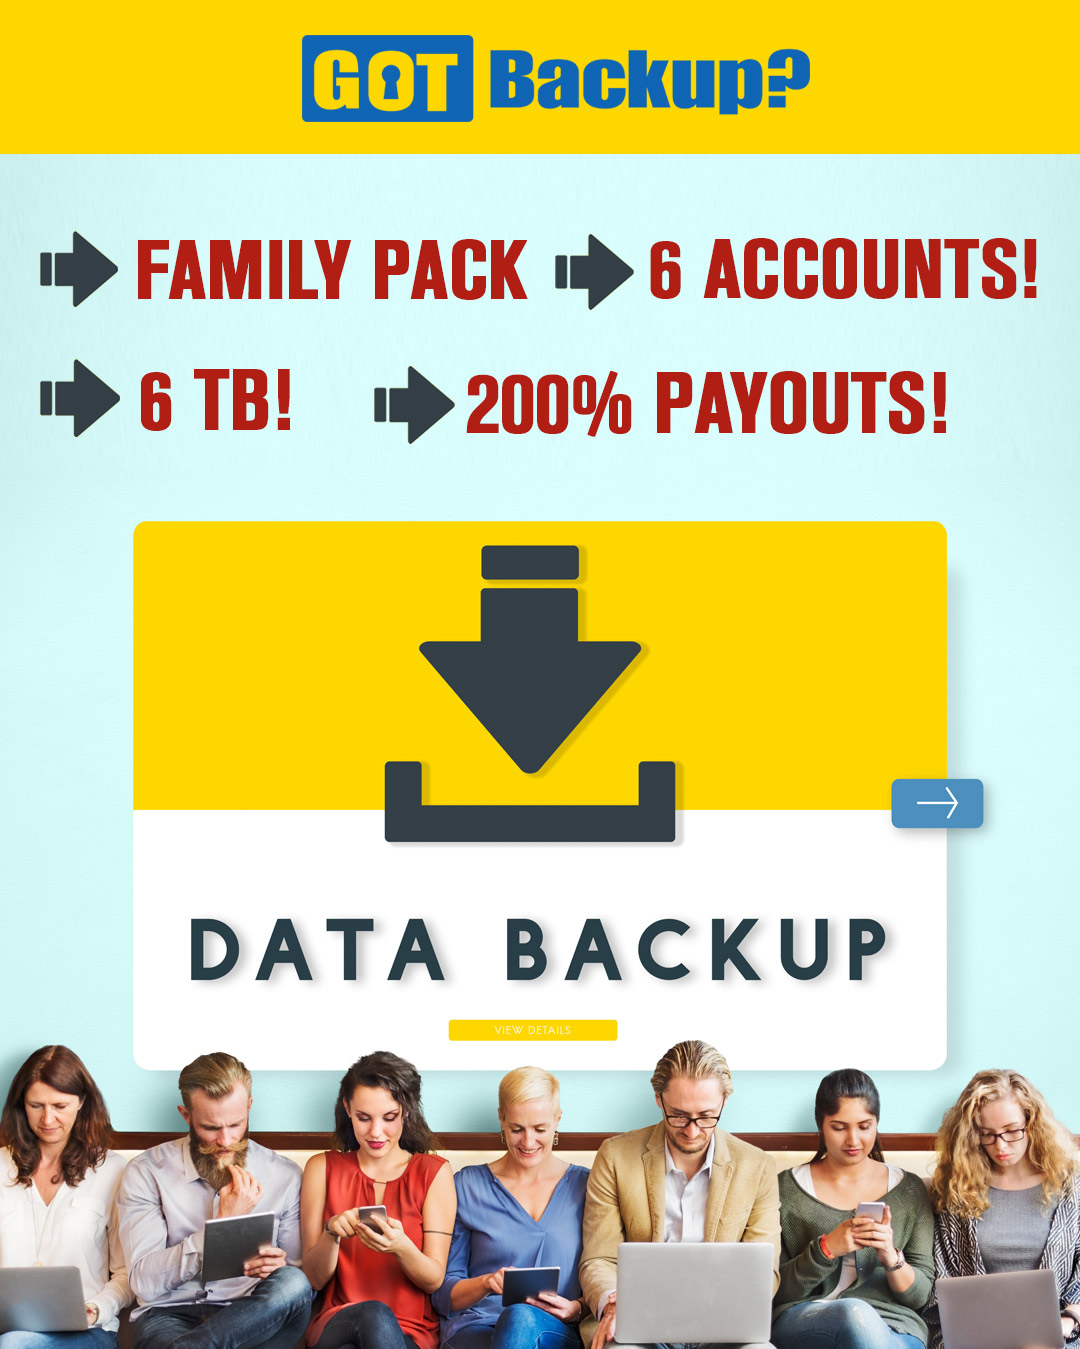 GOT Backup?
FAMILY PACK 6 ACCOUNTS!
6 TB! 200% PAYOUTS!
DATA BACKUP
VIEW DETAILS